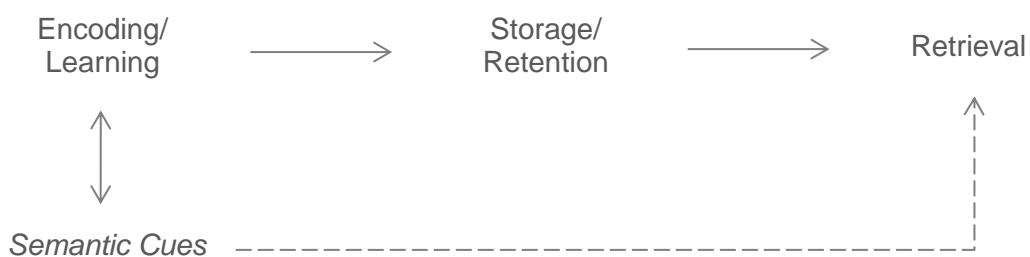 Encoding/
Learning
Storage/
Retention
Retrieval
Semantic Cues